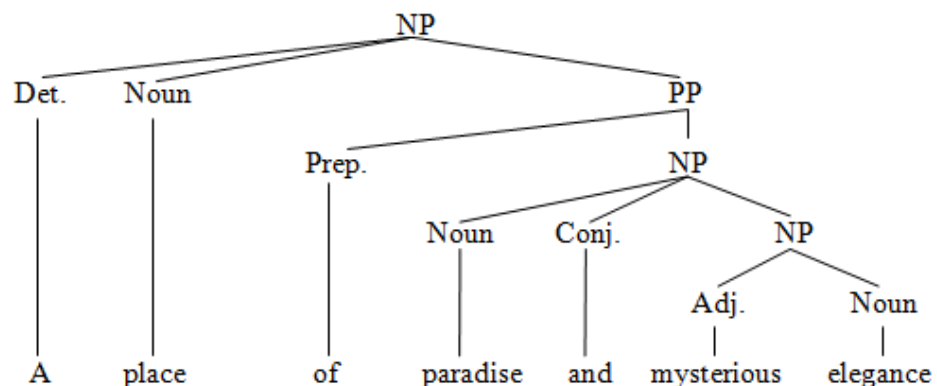 NP
Det. Noun PP
Prep. NP
Noun Conj. NP
Adj. Noun
A place of paradise and mysterious elegance